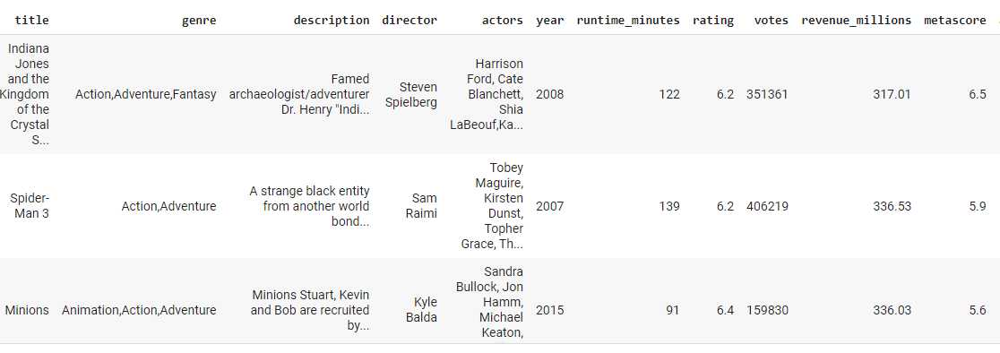 title genre description director actors year runtime_minutes rating votes revenue_millions metascore
Indiana
Jones
and the
Kingdom
of the
Crystal
S...
Action,Adventure,Fantasy
Famed
archaeologist/adventurer
Dr. Henry "Indi...
Steven
Spielberg
Harrison
Ford, Cate
Blanchett,
Shia
LaBeouf,Ka...
2008 122 6.2 351361 317.01 6.5
Spider-
Man 3
Action,Adventure
A strange black entity
from another world
bond...
Sam
Raimi
Tobey
Maguire,
Kirsten
Dunst,
Topher
Grace, Th...
2007 139 6.2 406219 336.53 5.9
Minions
Animation,Action,Adventure
Minions Stuart, Kevin
and Bob are recruited
by...
Kyle
Balda
Sandra
Bullock, Jon
Hamm,
Michael
Keaton,
2015 91 6.4 159830 336.03 5.6